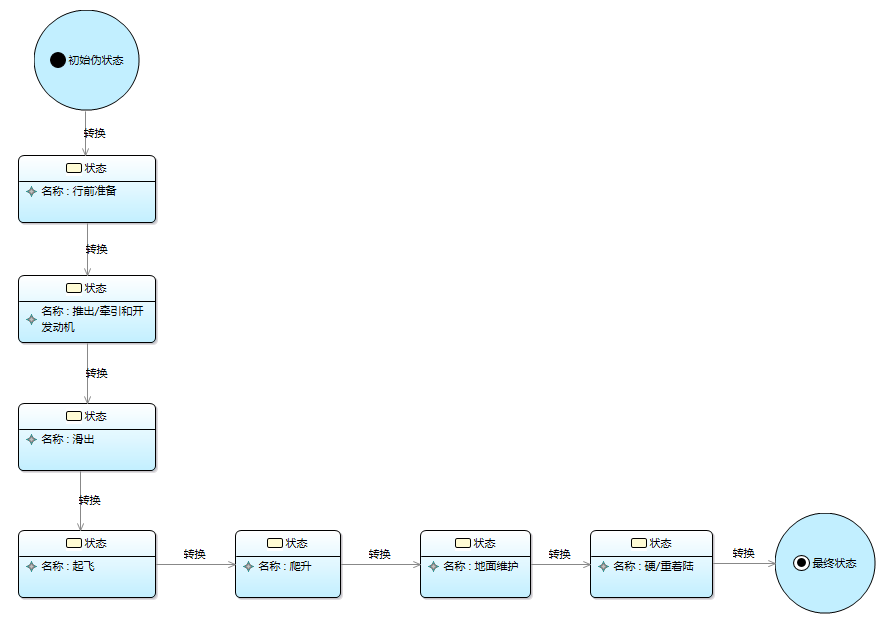 初始伪状态
转换
状态
名称 : 行前准备
转换
状态
名称 : 推出/牵引和开
发动机
转换
状态
名称 : 滑出
转换
状态
名称 : 起飞
转换
状态
名称 : 爬升
转换
状态
名称 : 地面维护
转换
状态
名称 : 硬/重着陆
转换
最终状态